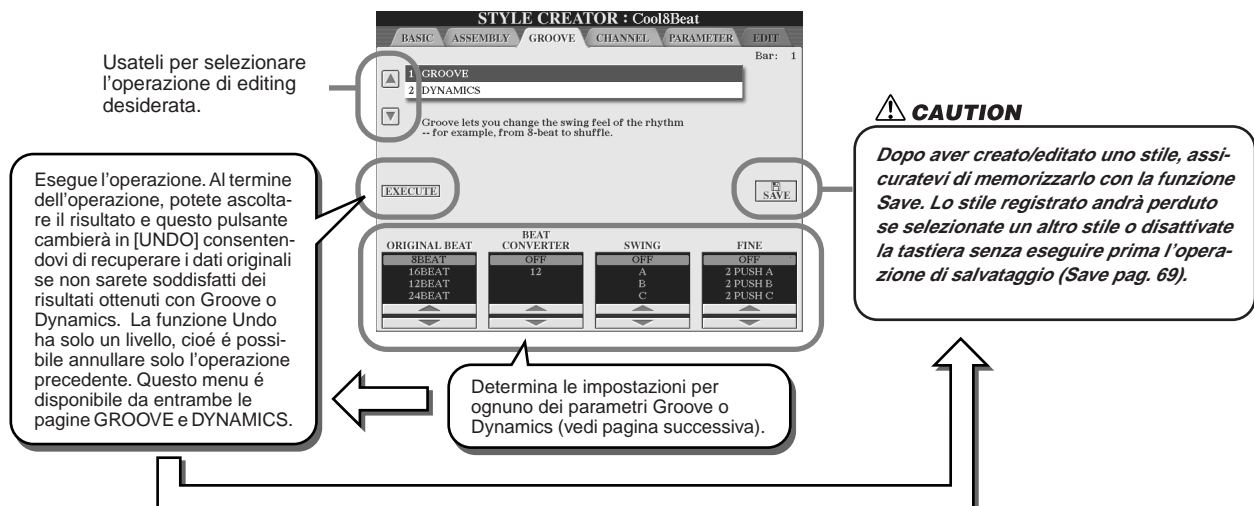 STYLE CREATOR : Cool8Beat
BASIC ASSEMBLY GROOVE CHANNEL PARAMETER EDIT
Bar: 1
1 GROOVE
2 DYNAMICS
Groove lets you change the swing feel of the rhythm
-- for example, from 8-beat to shuffle.
EXECUTE
SAVE
ORIGINAL BEAT
8BEAT
16BEAT
12BEAT
24BEAT
BEAT
CONVERTER
OFF
12
SWING
OFF
A
B
C
FINE
OFF
2 PUSH A
2 PUSH B
2 PUSH C
Usateli per selezionare
l'operazione di editing
desiderata.
Esegue l'operazione. Al termine
dell'operazione, potete ascolta-
re il risultato e questo pulsante
cambierà in [UNDO] consenten-
dovi di recuperare i dati originali
se non sarete soddisfatti dei
risultati ottenuti con Groove o
Dynamics. La funzione Undo
ha solo un livello, cioé é possi-
bile annullare solo l'operazione
precedente. Questo menu é
disponibile da entrambe le
pagine GROOVE e DYNAMICS.
Determina le impostazioni per
ognuno dei parametri Groove o
Dynamics (vedi pagina successiva).
CAUTION
Dopo aver creato/editato uno stile, assi-
curatevi di memorizzarlo con la funzione
Save. Lo stile registrato andrà perduto
se selezionate un altro stile o disattivate
la tastiera senza eseguire prima l'opera-
zione di salvataggio (Save pag. 69).